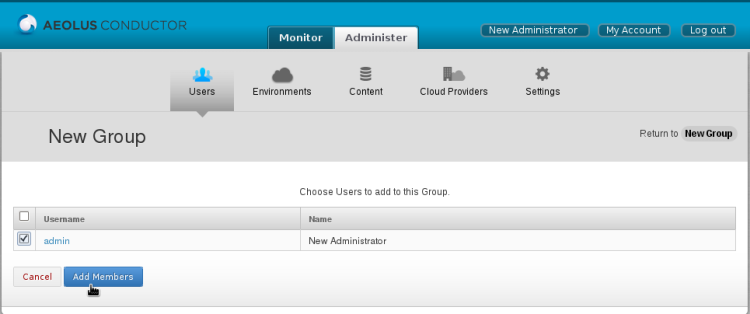 AEOLUS CONDUCTOR
Monitor
Administer
New Administrator
My Account
Log out
Users
Environments
Content
Cloud Providers
Settings
New Group
Return to New Group
Choose Users to add to this Group.
Username Name
admin New Administrator
Cancel Add Members